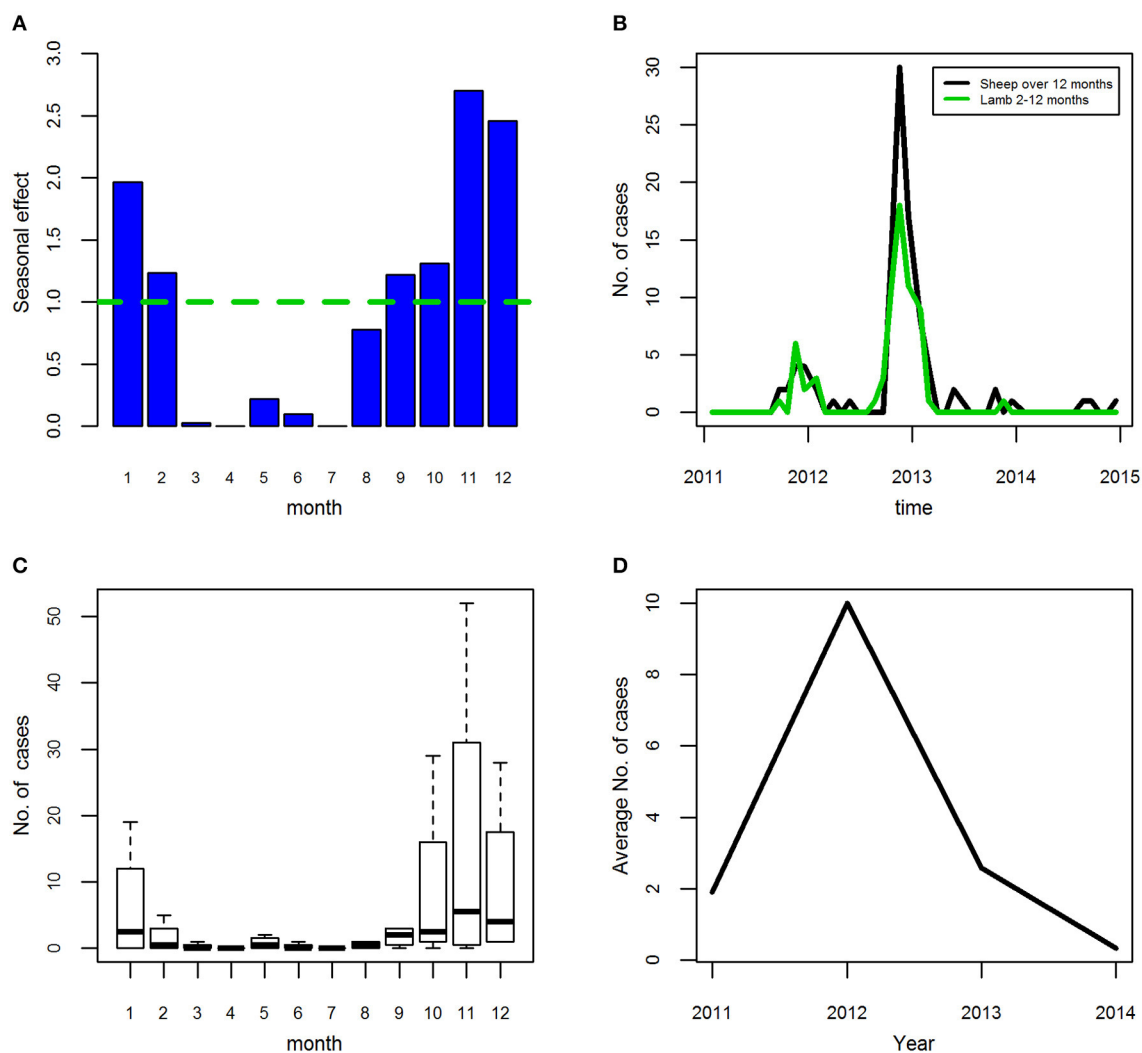 A
Seasonal effect
0.0 0.5 1.0 1.5 2.0 2.5 3.0
1 2 3 4 5 6 7 8 9 10 11 12
month
B
No. of cases
30
25
20
15
10
5
0
Sheep over 12 months
Lamb 2-12 months
2011 2012 2013 2014 2015
time
C
No. of cases
0 10 20 30 40 50
1 2 3 4 5 6 7 8 9 10 11 12
month
D
Average No. of cases
10
8
6
4
2
0
2011 2012 2013 2014
Year